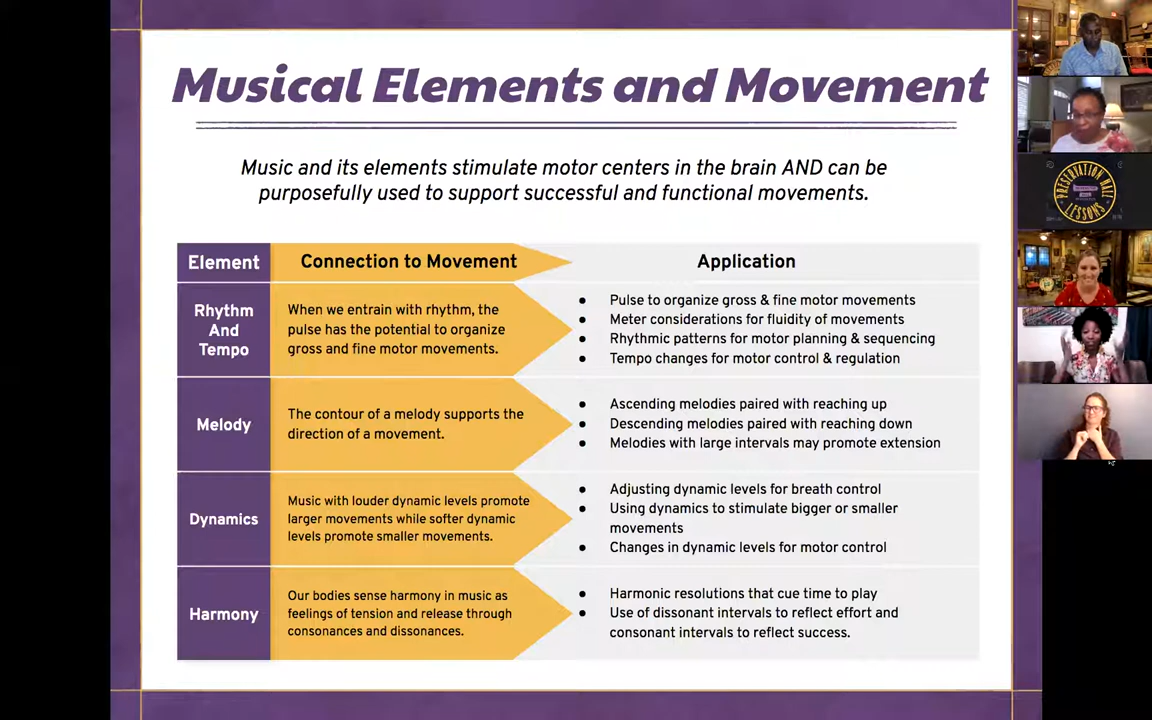 Musical Elements and Movement
Music and its elements stimulate motor centers in the brain AND can be
purposefully used to support successful and functional movements.
Element
Connection to Movement
Application
Rhythm
And
Tempo
When we entrain with rhythm, the
pulse has the potential to organize
gross and fine motor movements.
● Pulse to organize gross & fine motor movements
● Meter considerations for fluidity of movements
● Rhythmic patterns for motor planning & sequencing
● Tempo changes for motor control & regulation
Melody
The contour of a melody supports the
direction of a movement.
● Ascending melodies paired with reaching up
● Descending melodies paired with reaching down
● Melodies with large intervals may promote extension
Dynamics
Music with louder dynamic levels promote
larger movements while softer dynamic
levels promote smaller movements.
● Adjusting dynamic levels for breath control
● Using dynamics to stimulate bigger or smaller
movements
● Changes in dynamic levels for motor control
Harmony
Our bodies sense harmony in music as
feelings of tension and release through
consonances and dissonances.
● Harmonic resolutions that cue time to play
● Use of dissonant intervals to reflect effort and
consonant intervals to reflect success.
PRESERVATION HALL
LESSONS